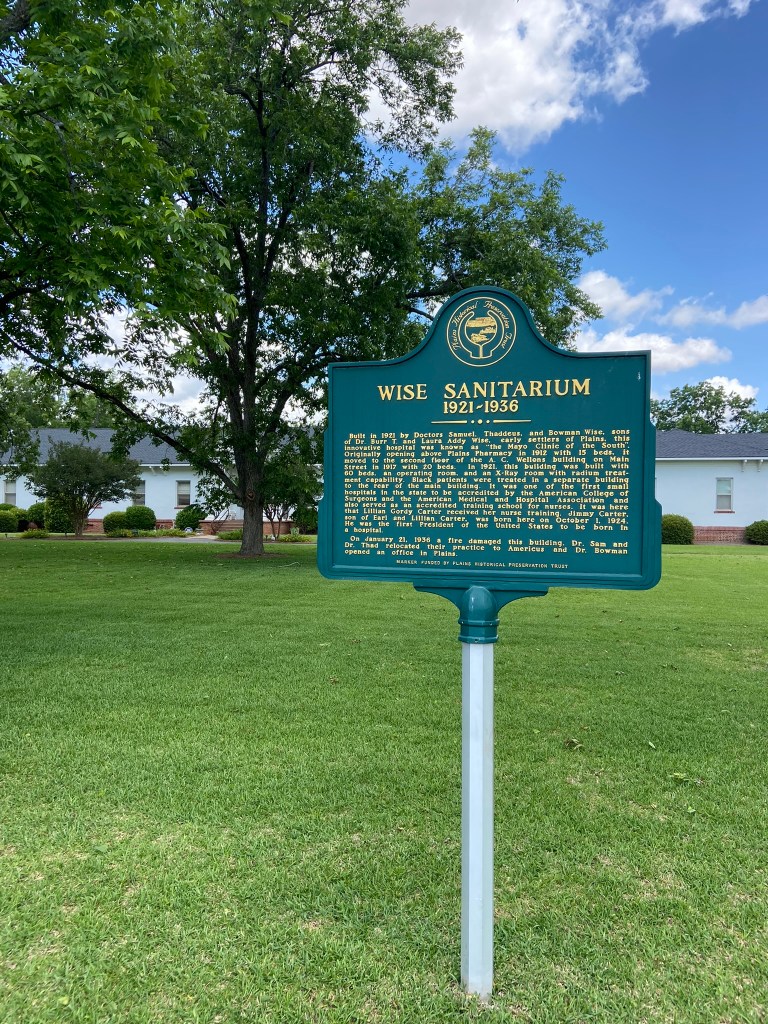 Plains Historical Preservation Trust
WISE SANITARIUM
1921-1936
Built in 1921 by Doctors Samuel, Thaddeus, and Bowman Wise, sons
of Dr. Burr T. and Laura Addy Wise, early settlers of Plains, this
innovative hospital was known as "the Mayo Clinic of the South".
Originally opening above Plains Pharmacy in 1912 with 15 beds. It
moved to the second floor of the A. C. Wellons building on Main
Street in 1917 with 20 beds. In 1921, this building was built with
60 beds, an operating room, and an X-Ray room with radium treat-
ment capability. Black patients were treated in a separate building
to the rear of the main building. It was one of the first small
hospitals in the state to be accredited by the American College of
Surgeons and the American Medical and Hospital Association and
also served as an accredited training school for nurses. It was here
that Lillian Gordy Carter received her nurse training. Jimmy Carter,
son of Earl and Lillian Carter, was born here on October 1, 1924.
He was the first President of the United States to be born in
a hospital.
On January 21, 1936 a fire damaged this building. Dr. Sam and
Dr. Thad relocated their practice to Americus and Dr. Bowman
opened an office in Plains.
MARKER FUNDED BY PLAINS HISTORICAL PRESERVATION TRUST